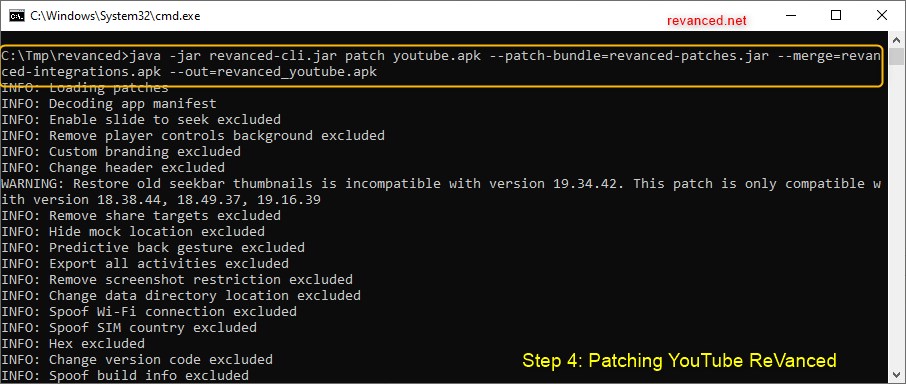 C:\Windows\System32\cmd.exe
revanced.net
C:\Tmp\revanced>java -jar revanced-cli.jar patch youtube.apk --patch-bundle=revanced-patches.jar --merge=revan
ced-integrations.apk --out=revanced_youtube.apk
INFO: Loading patches
INFO: Decoding app manifest
INFO: Enable slide to seek excluded
INFO: Remove player controls background excluded
INFO: Custom branding excluded
INFO: Change header excluded
WARNING: Restore old seekbar thumbnails is incompatible with version 19.34.42. This patch is only compatible w
ith version 18.38.44, 18.49.37, 19.16.39
INFO: Remove share targets excluded
INFO: Hide mock location excluded
INFO: Predictive back gesture excluded
INFO: Export all activities excluded
INFO: Remove screenshot restriction excluded
INFO: Change data directory location excluded
INFO: Spoof Wi-Fi connection excluded
INFO: Spoof SIM country excluded
INFO: Hex excluded
INFO: Change version code excluded
INFO: Spoof build info excluded
Step 4: Patching YouTube ReVanced